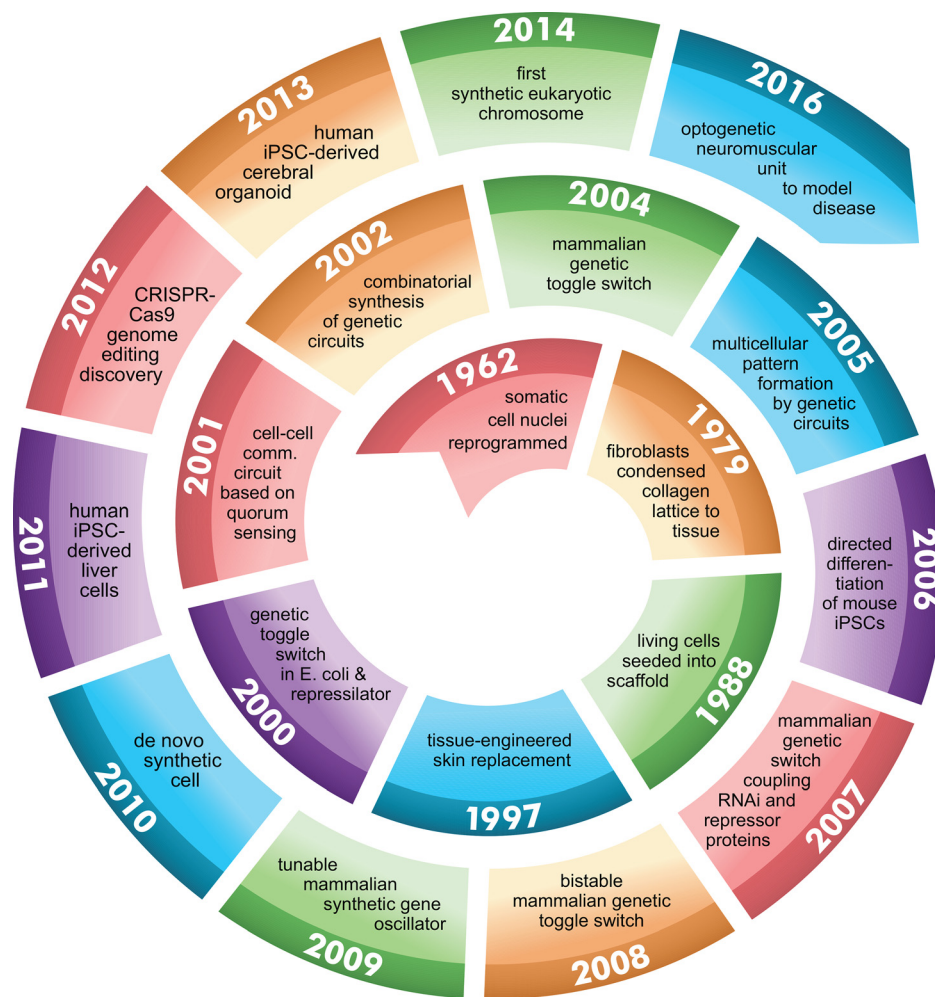 1962
somatic
cell nuclei
reprogrammed
1979
fibroblasts
condensed
collagen
lattice to
tissue
1988
living cells
seeded into
scaffold
1997
tissue-engineered
skin replacement
2000
genetic
toggle
switch
in E. coli &
repressilator
2001
cell-cell
comm.
circuit
based on
quorum
sensing
2002
combinatorial
synthesis
of genetic
circuits
2004
mammalian
genetic
toggle switch
2005
multicellular
pattern
formation
by genetic
circuits
2006
directed
differen-
tiation
of mouse
iPSCs
2007
mammalian
genetic
switch
coupling
RNAi and
repressor
proteins
2008
bistable
mammalian genetic
toggle switch
2009
tunable
mammalian
synthetic gene
oscillator
2010
de novo
synthetic
cell
2011
human
iPSC-
derived
liver
cells
2012
CRISPR-
Cas9
genome
editing
discovery
2013
human
iPSC-derived
cerebral
organoid
2014
first
synthetic eukaryotic
chromosome
2016
optogenetic
neuromuscular
unit
to model
disease